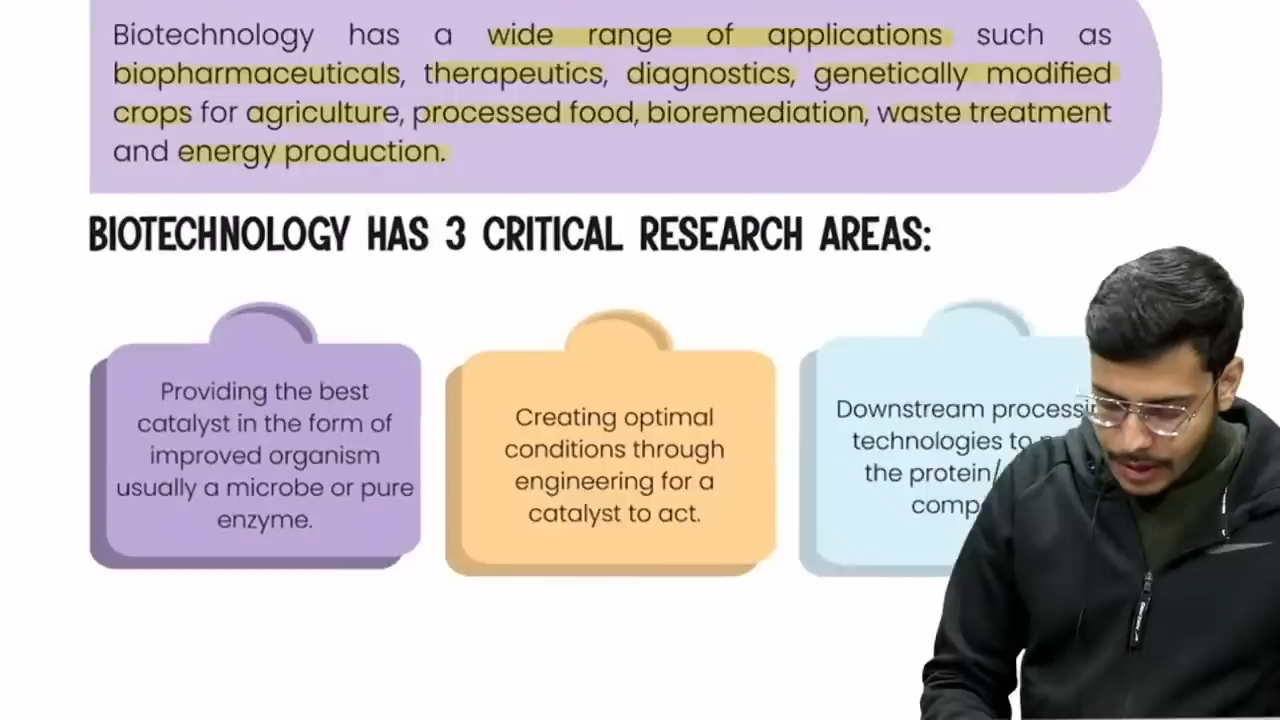 Biotechnology has a wide range of applications such as
biopharmaceuticals, therapeutics, diagnostics, genetically modified
crops for agriculture, processed food, bioremediation, waste treatment
and energy production.
BIOTECHNOLOGY HAS 3 CRITICAL RESEARCH AREAS:
Providing the best
catalyst in the form of
improved organism
usually a microbe or pure
enzyme.
Creating optimal
conditions through
engineering for a
catalyst to act.
Downstream
technologies to
the protein/